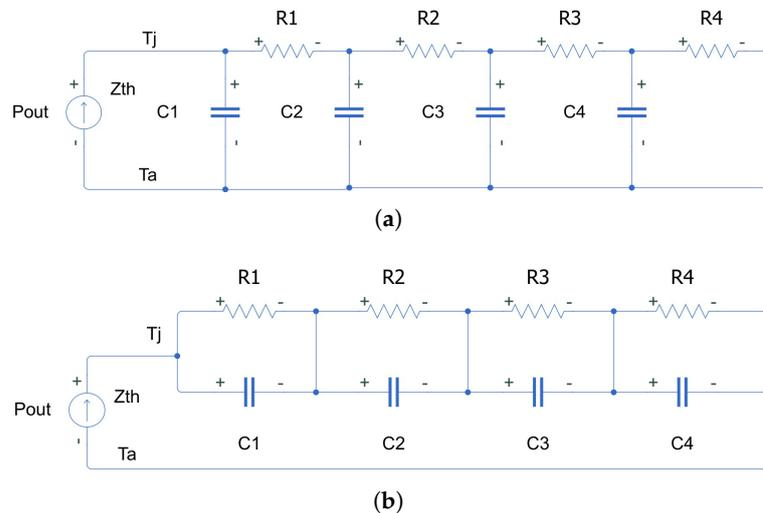 R1 R2 R3 R4
Tj
+ - + - + - +
+ + + + +
Zth
Pout C1 C2 C3 C4
- - - - -
Ta
(a)
R1 R2 R3 R4
+ - + - + - + -
Tj
+ + - + - + - + -
Zth
Pout
C1 C2 C3 C4
-
Ta
(b)